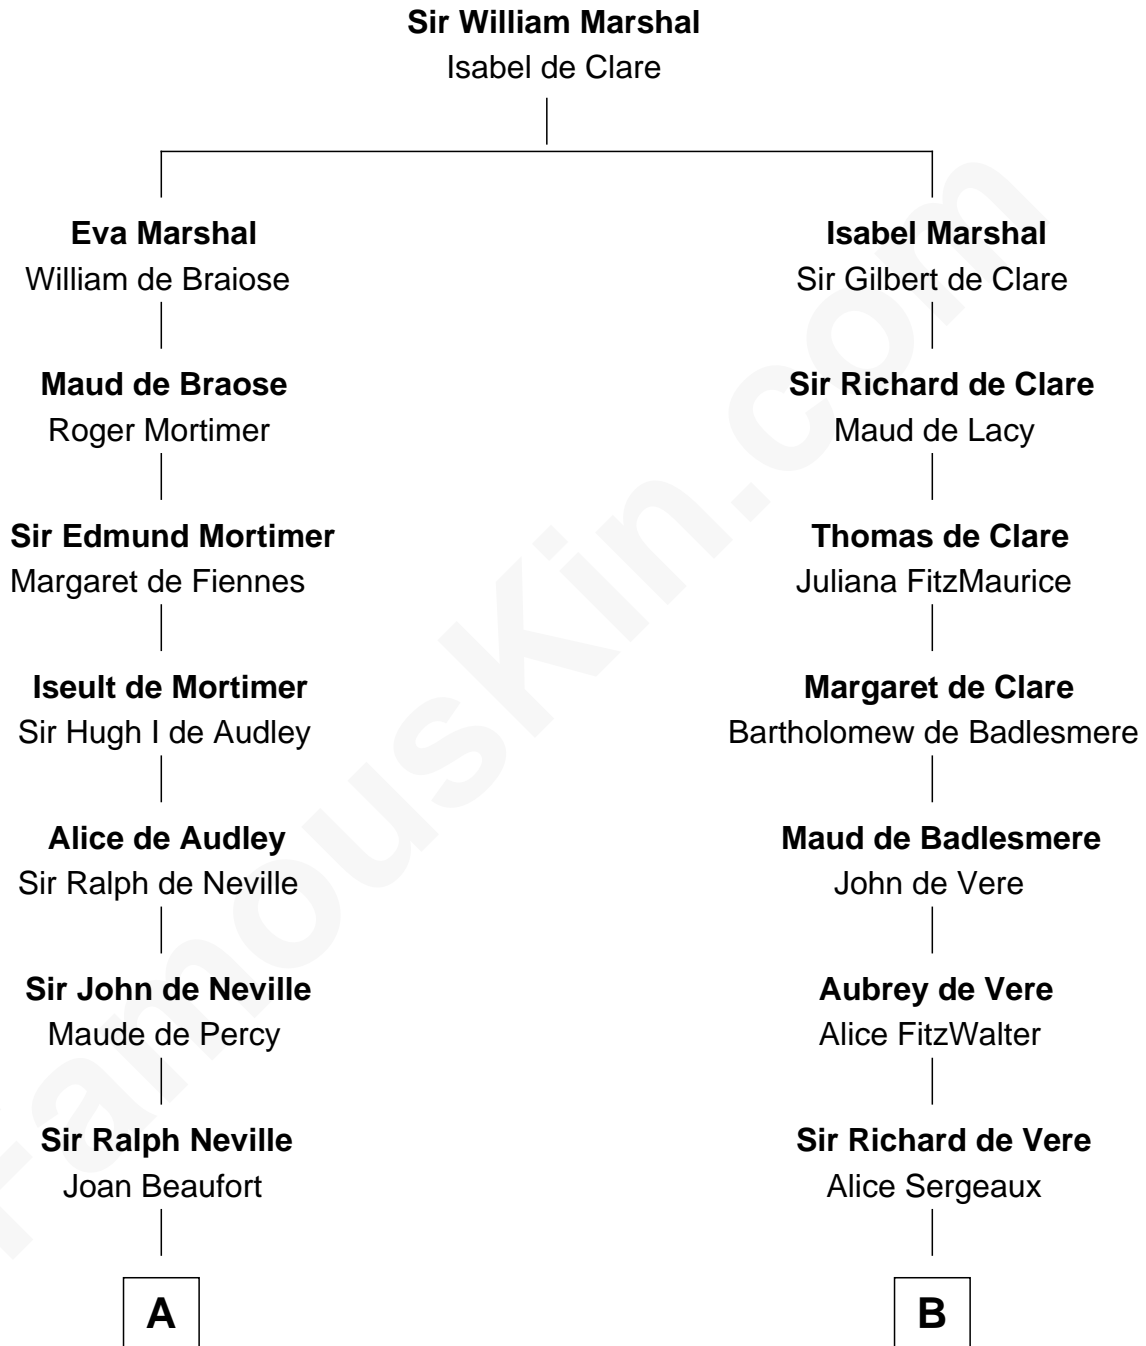 Sir William Marshal
Isabel de Clare
Eva Marshal
William de Braiose
Isabel Marshal
Sir Gilbert de Clare
Maud de Braose
Roger Mortimer
Sir Richard de Clare
Maud de Lacy
Sir Edmund Mortimer
Margaret de Fiennes
Thomas de Clare
Juliana FitzMaurice
Iseult de Mortimer
Sir Hugh I de Audley
Margaret de Clare
Bartholomew de Badlesmere
Alice de Audley
Sir Ralph de Neville
Maud de Badlesmere
John de Vere
Sir John de Neville
Maude de Percy
Aubrey de Vere
Alice FitzWalter
Sir Ralph Neville
Joan Beaufort
Sir Richard de Vere
Alice Sergeaux
A
B
FamousKin.com